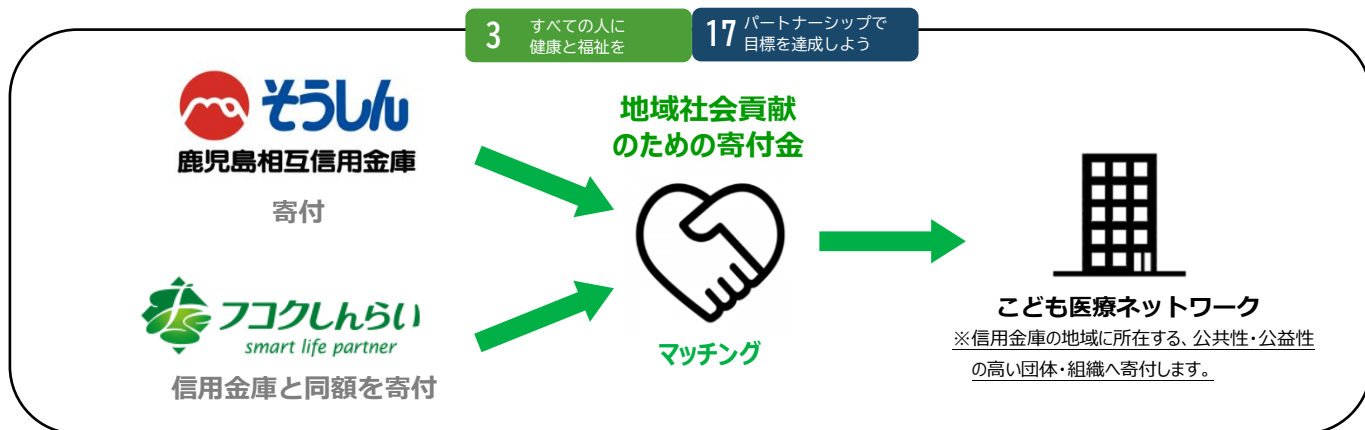 3 すべての人に
健康と福祉を
17 パートナーシップで
目標を達成しよう
そうしん
鹿児島相互信用金庫
寄付
フコクしんらい
smart life partner
信用金庫と同額を寄付
地域社会貢献
のための寄付金
マッチング
こども医療ネットワーク
※信用金庫の地域に所在する、公共性・公益性
の高い団体・組織へ寄付します。